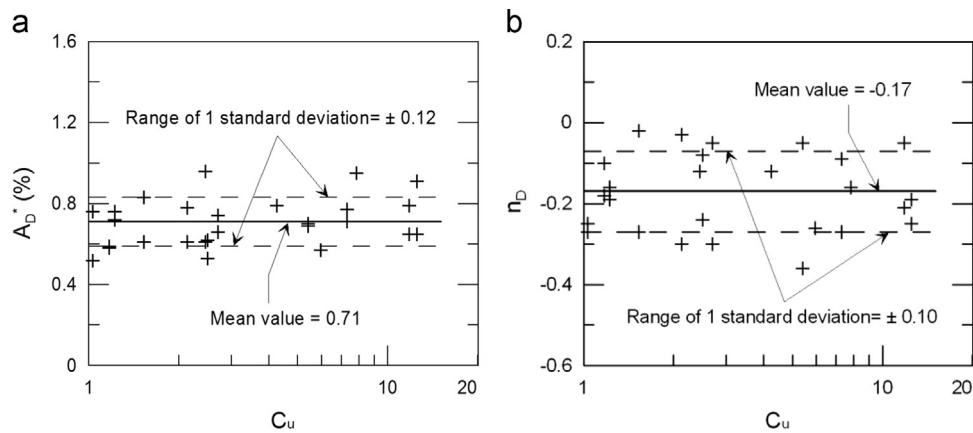 a
1.6
1.2
0.8
0.4
0
A_D* (%)
Range of 1 standard deviation= ± 0.12
Mean value = 0.71
1
10
20
C_u
b
0.2
0
-0.2
-0.4
-0.6
n_D
Mean value = -0.17
Range of 1 standard deviation= ± 0.10
1
10
20
C_u